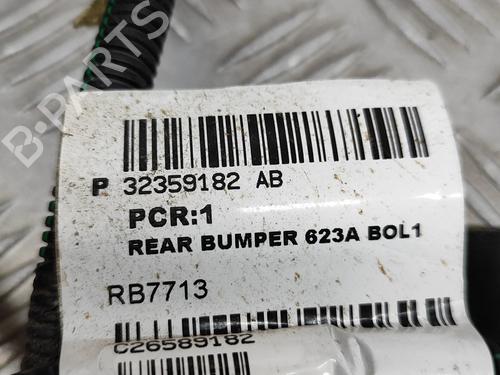 B-PARTS
P 32359182 AB
PCR:1
REAR BUMPER 623A BOL1
RB7713
C26589182